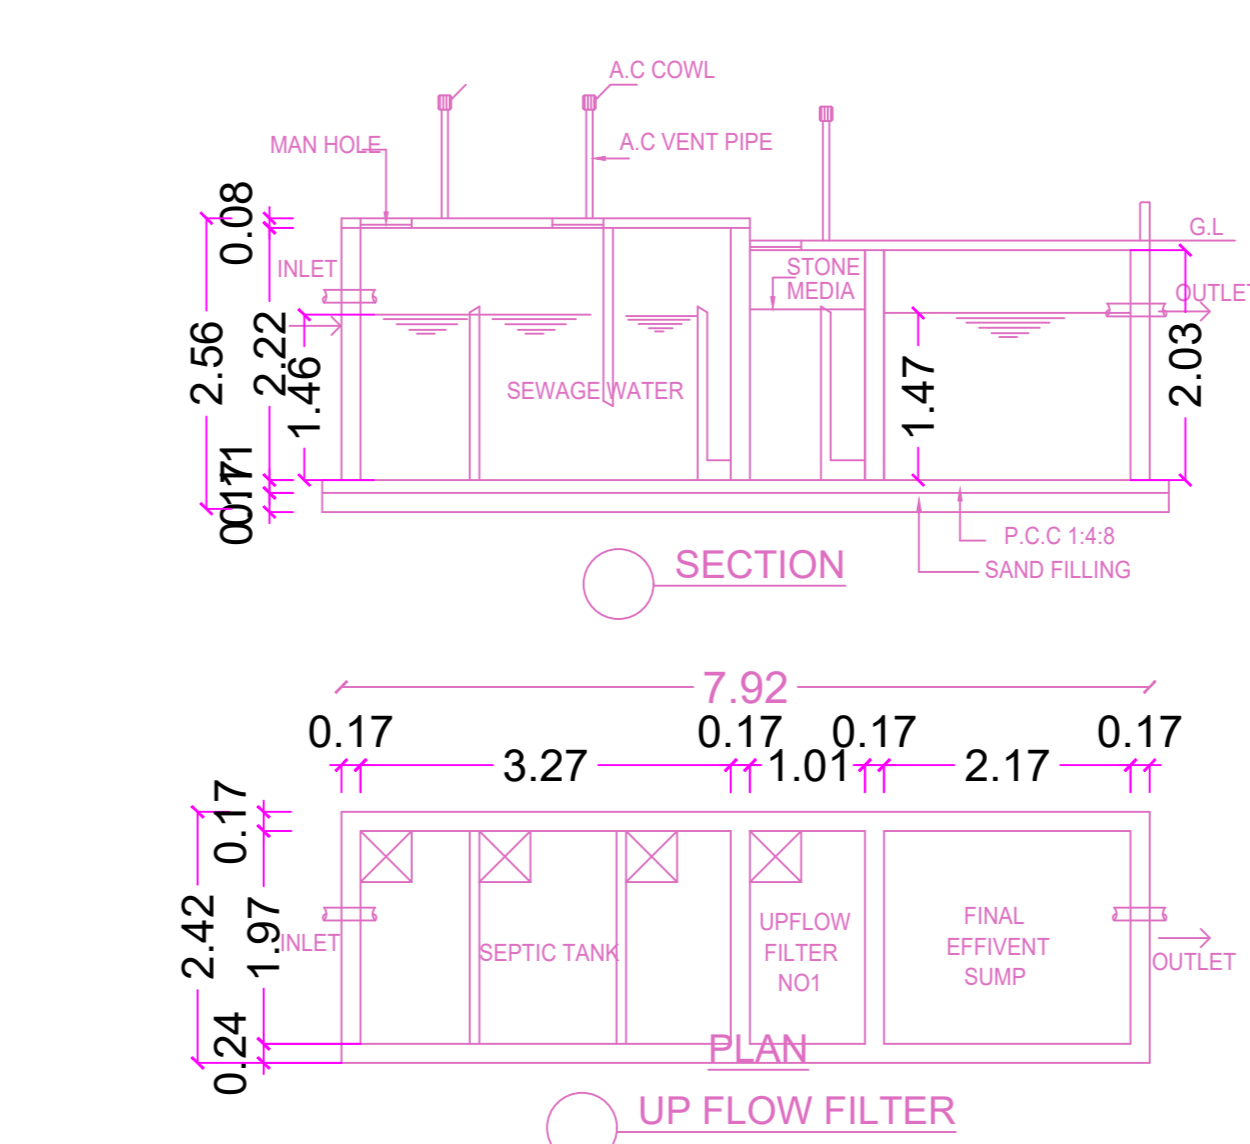 A.C COWL
MAN HOLE
A.C VENT PIPE
0.08
G.L
INLET
STONE
MEDIA
OUTLET
2.56
2.22
1.46
SEWAGE WATER
1.47
2.03
P.C.C 1:4:8
SAND FILLING
SECTION
7.92
0.17
0.17
0.17
0.17
3.27
1.01
2.17
0.17
2.42
1.97
0.24
INLET
SEPTIC TANK
UPFLOW
FILTER
NO1
FINAL
EFFIVENT
SUMP
OUTLET
PLAN
UP FLOW FILTER